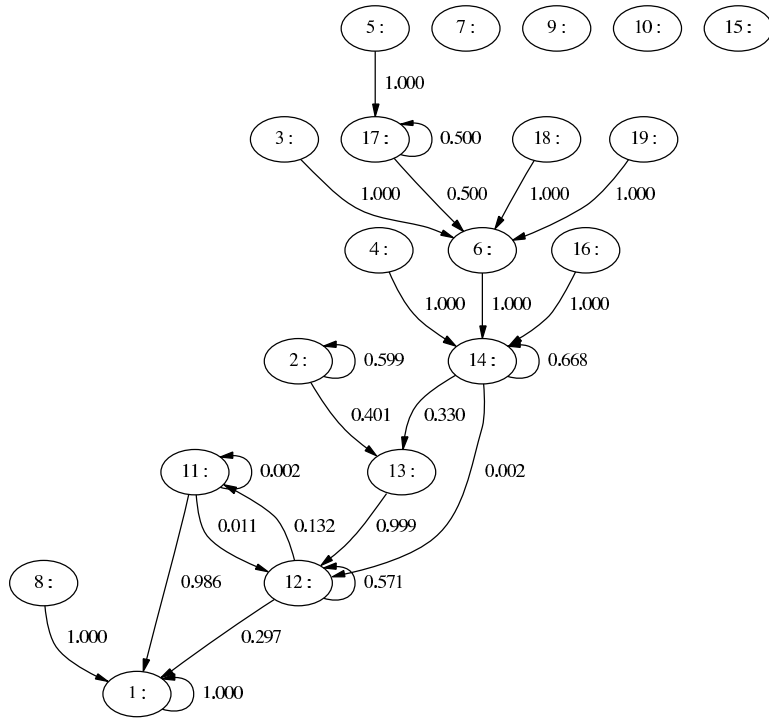 5 : 7 : 9 : 10 : 15 :
1.000
3 : 17 : 0.500 18 : 19 :
1.000 0.500 1.000 1.000
4 : 6 : 16 :
1.000 1.000 1.000
2 : 0.599 14 : 0.668
0.401 0.330
11 : 0.002 13 : 0.002
0.011 0.132 0.999
8 : 0.986 12 : 0.571
1.000 0.297
1 : 1.000